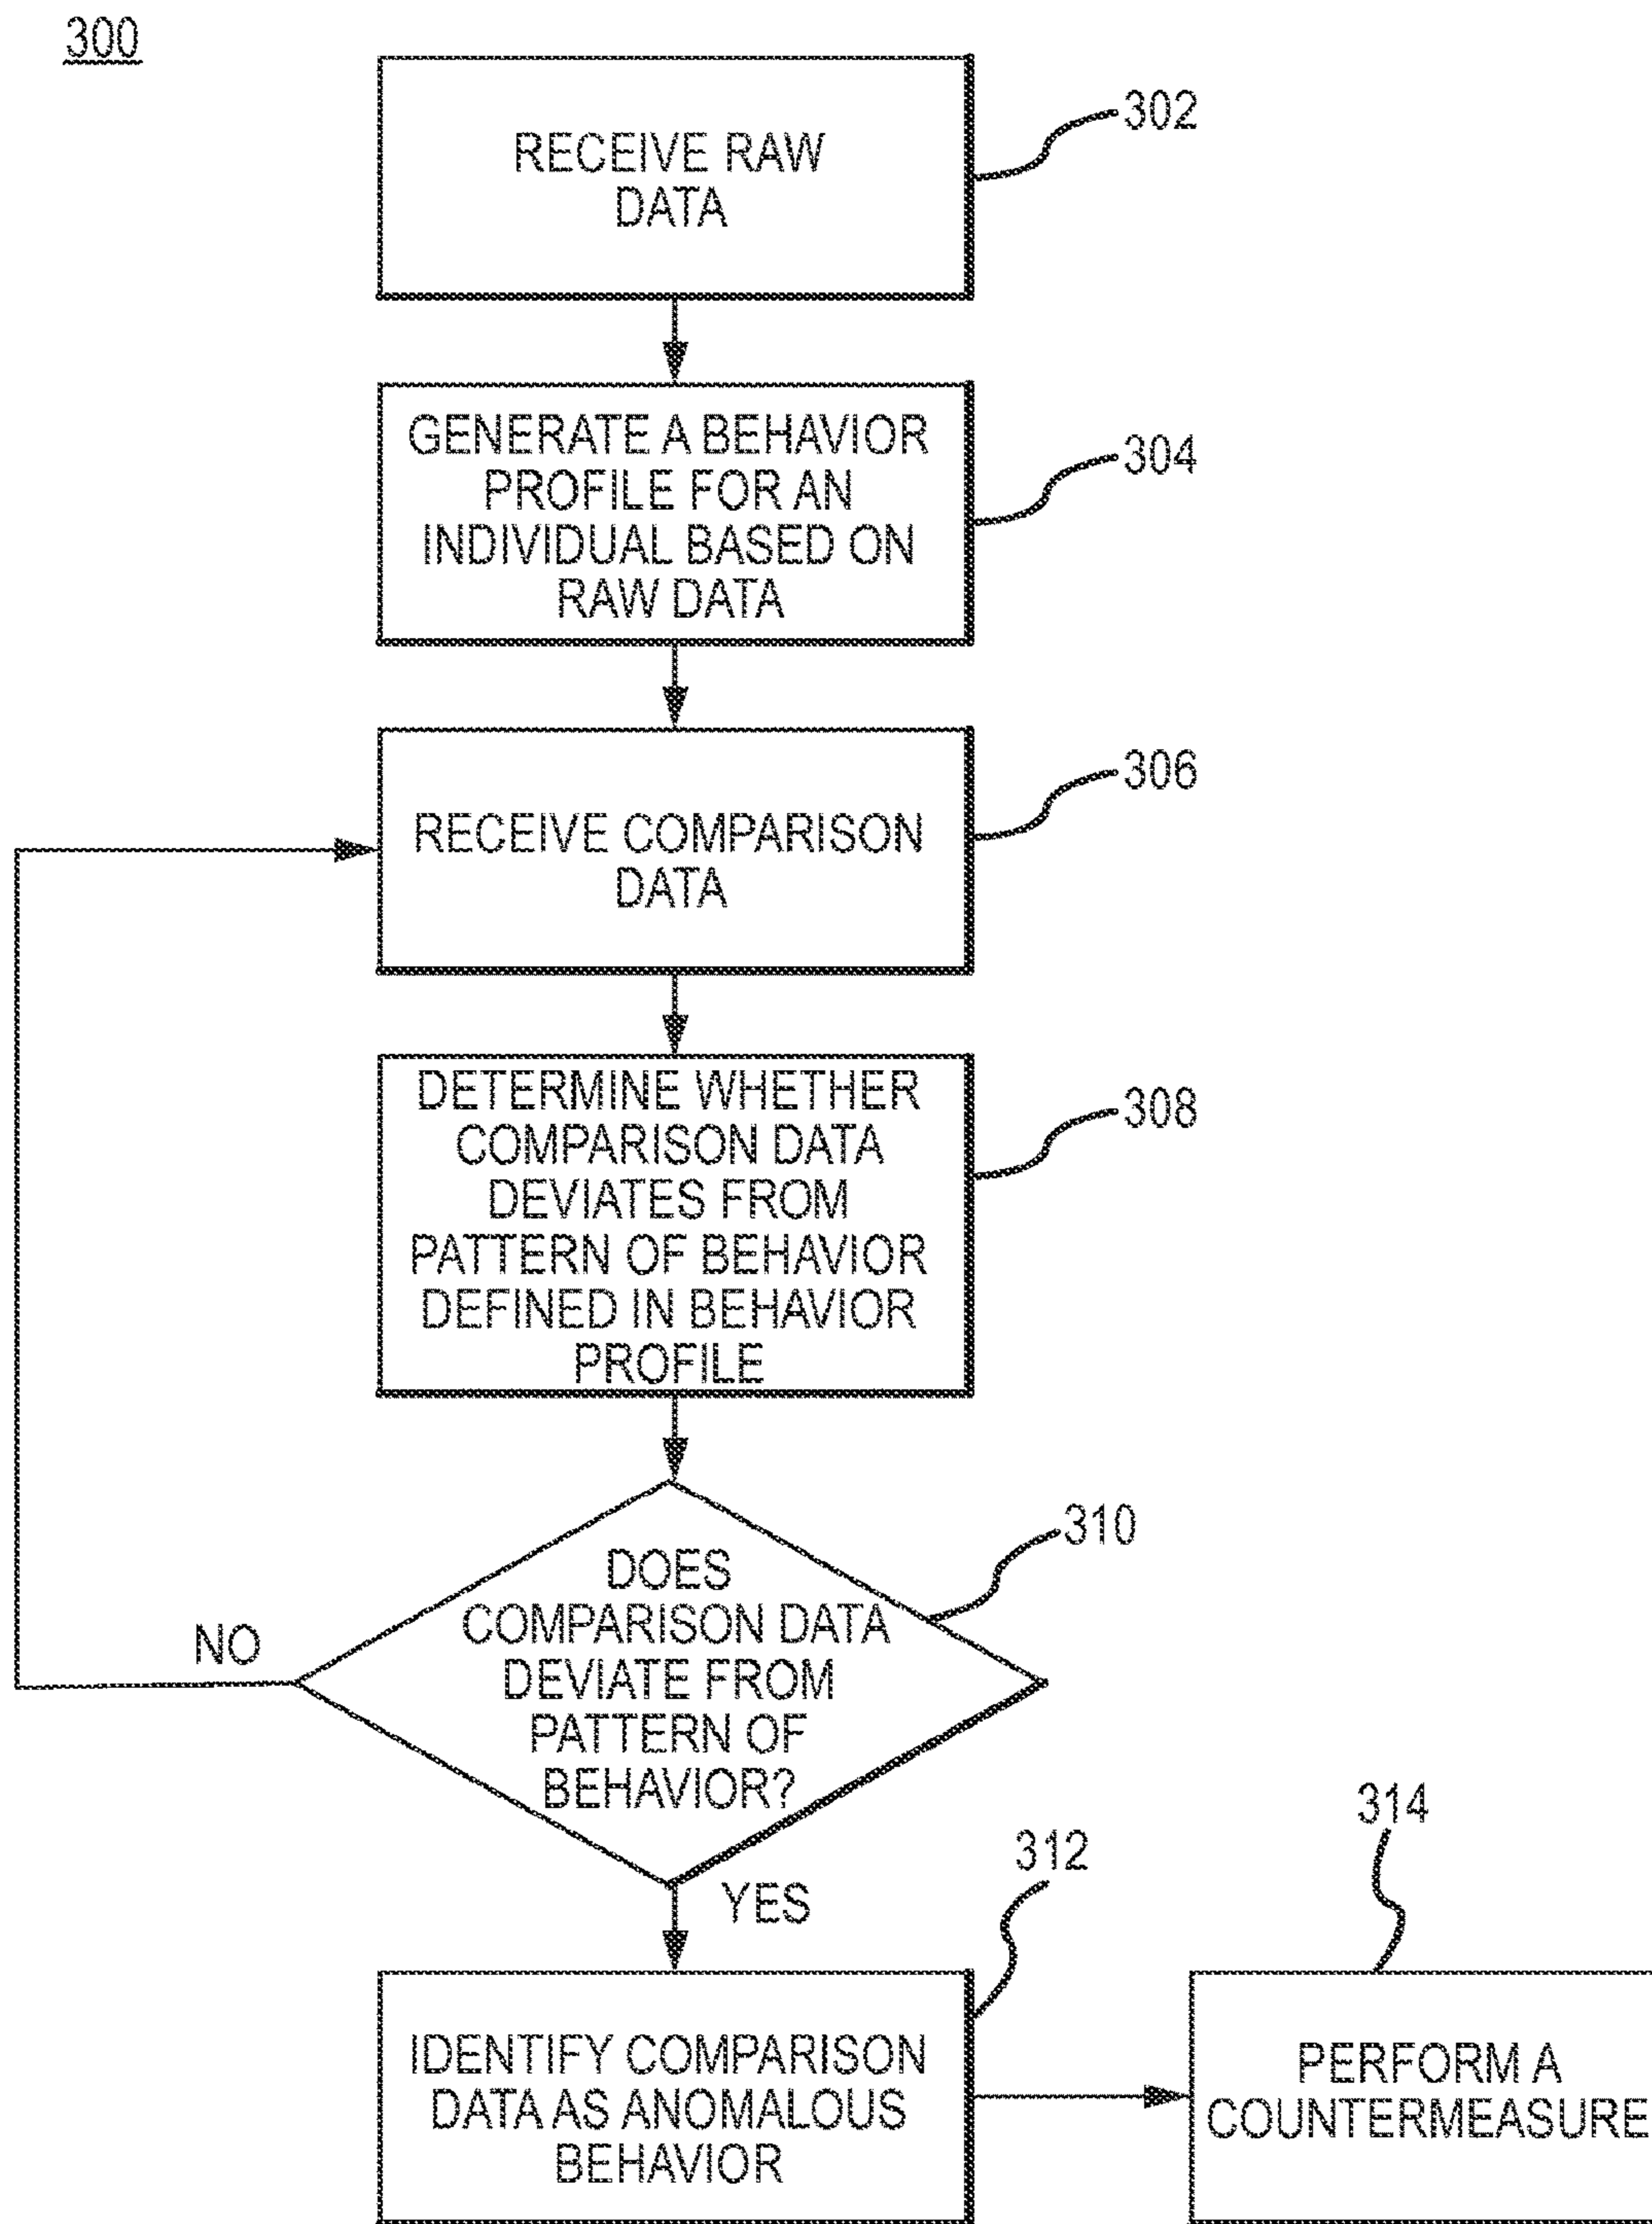 300
RECEIVE RAW
DATA
302
GENERATE A BEHAVIOR
PROFILE FOR AN
INDIVIDUAL BASED ON
RAW DATA
304
RECEIVE COMPARISON
DATA
306
DETERMINE WHETHER
COMPARISON DATA
DEVIATES FROM
PATTERN OF BEHAVIOR
DEFINED IN BEHAVIOR
PROFILE
308
DOES
COMPARISON DATA
DEVIATE FROM
PATTERN OF
BEHAVIOR?
310
NO
YES
312
IDENTIFY COMPARISON
DATA AS ANOMALOUS
BEHAVIOR
314
PERFORM A
COUNTERMEASURE